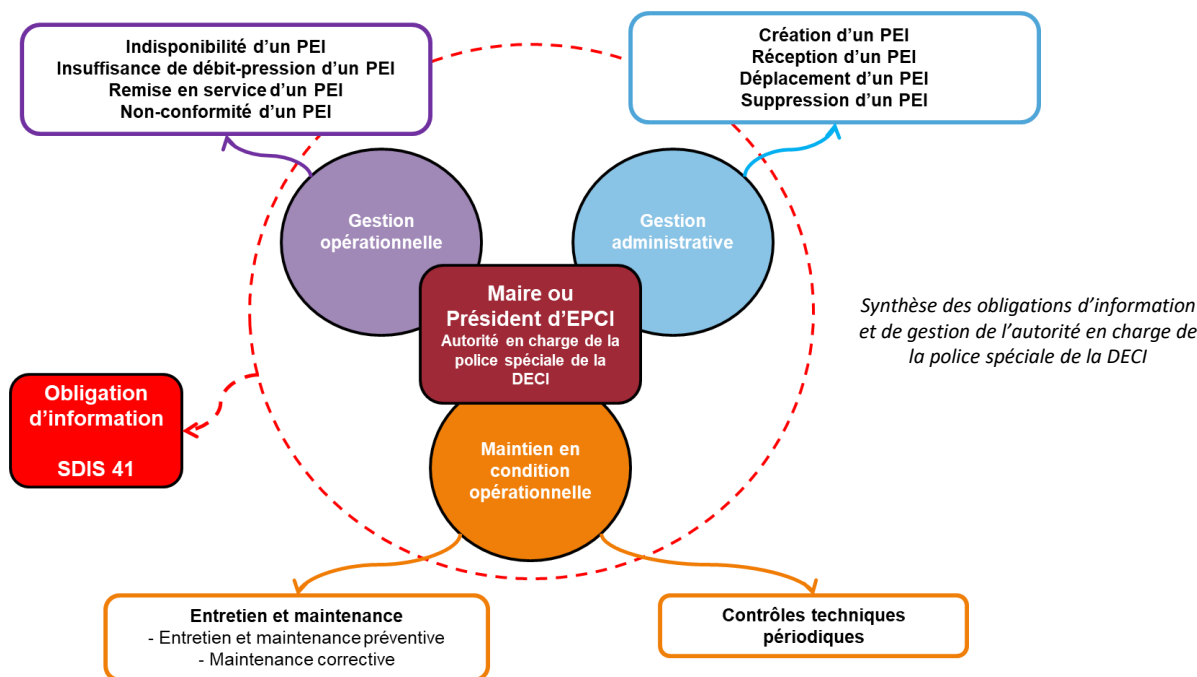 Indisponibilité d'un PEI
Insuffisance de débit-pression d'un PEI
Remise en service d'un PEI
Non-conformité d'un PEI
Création d'un PEI
Réception d'un PEI
Déplacement d'un PEI
Suppression d'un PEI
Gestion
opérationnelle
Gestion
administrative
Maire ou
Président d'EPCI
Autorité en charge de la
police spéciale de la
DECI
Synthèse des obligations d'information
et de gestion de l'autorité en charge de
la police spéciale de la DECI
Obligation
d'information
SDIS 41
Maintien en
condition
opérationnelle
Entretien et maintenance
- Entretien et maintenance préventive
- Maintenance corrective
Contrôles techniques
périodiques